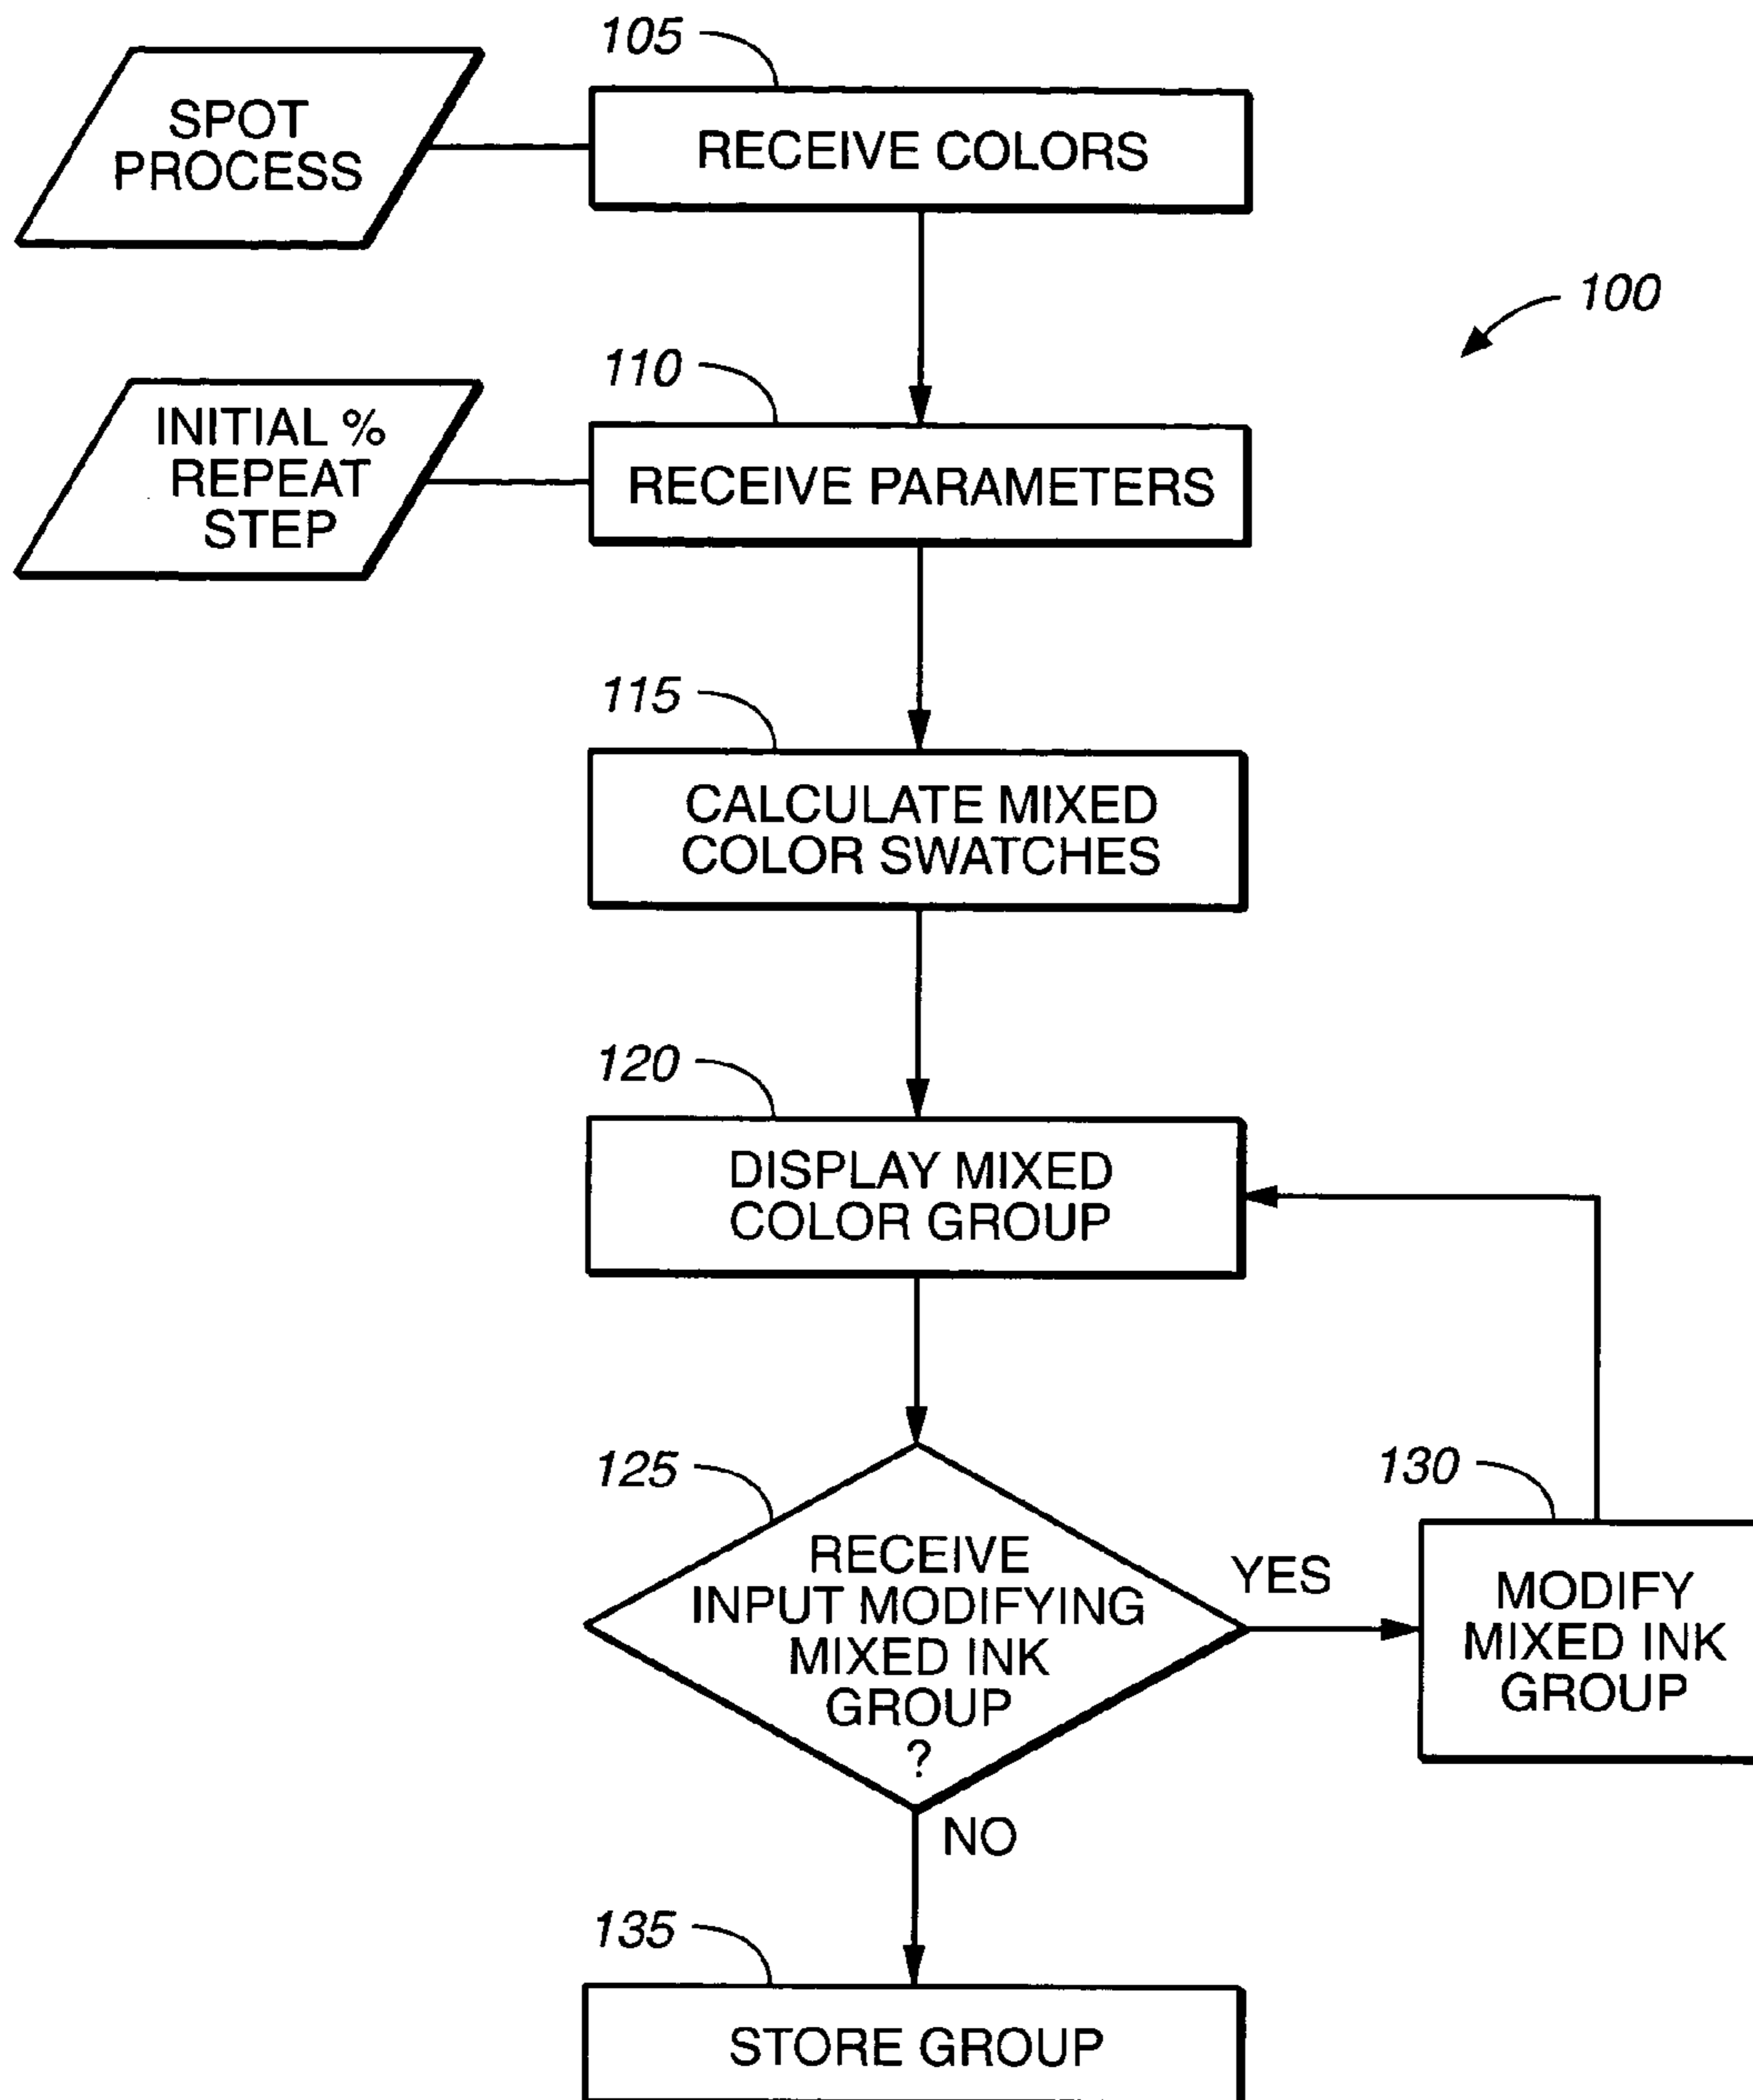 105
SPOT
PROCESS
RECEIVE COLORS
100
110
INITIAL %
REPEAT
STEP
RECEIVE PARAMETERS
115
CALCULATE MIXED
COLOR SWATCHES
120
DISPLAY MIXED
COLOR GROUP
125
RECEIVE
INPUT MODIFYING
MIXED INK
GROUP
?
YES
130
MODIFY
MIXED INK
GROUP
NO
135
STORE GROUP